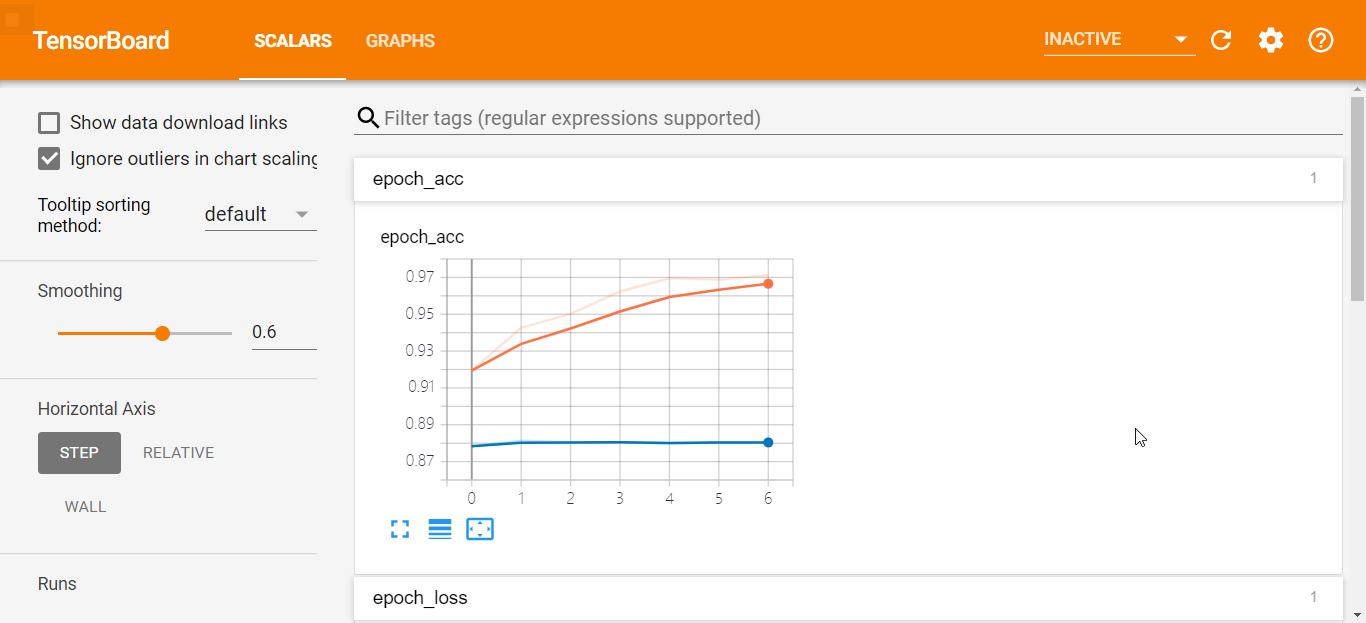 TensorBoard
SCALARS GRAPHS
INACTIVE
Show data download links
Ignore outliers in chart scaling
Tooltip sorting
method:
default
Smoothing
0.6
Horizontal Axis
STEP RELATIVE
WALL
Runs
Filter tags (regular expressions supported)
epoch_acc 1
epoch_acc
0.97
0.95
0.93
0.91
0.89
0.87
0 1 2 3 4 5 6
epoch_loss 1